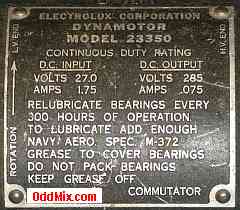 ELECTROLUX CORPORATION
DYNAMOTOR
MODEL 23350
CONTINUOUS DUTY RATING
D.C. INPUT D.C. OUTPUT
VOLTS 27.0 VOLTS 285
AMPS 1.75 AMPS .075
RELUBRICATE BEARINGS EVERY
300 HOURS OF OPERATION.
TO LUBRICATE ADD ENOUGH
NAVY/AERO. SPEC. M-372
GREASE TO COVER BEARINGS
DO NOT PACK BEARINGS
KEEP GREASE OFF
COMMUTATOR
L.V. END
ROTATION
H.V. END
OddMix.com